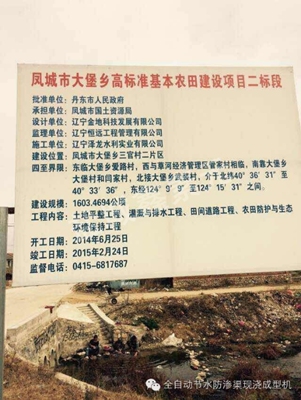 凤城市大堡乡高标准基本农田建设项目二标段
批准单位：丹东市人民政府
承担单位：凤城市国土资源局
设计单位：辽宁金地科技发展有限公司
监理单位：辽宁恒远工程管理有限公司
施工单位：辽宁泽龙水利实业有限公司
建设位置：凤城市大堡乡三官村二片区
四至界限：东临大堡乡爱路村，西与草河经济管理区管家村相临，南靠大堡乡
大堡村和闫家村，北接大堡乡武装村，介于北纬40° 36′ 31″ 至
40° 33′ 36″，东经124° 9′ 9″ 至124° 15′ 31″ 之间。
建设规模：1603.4694公顷
工程内容：土地平整工程、灌溉与排水工程、田间道路工程、农田防护与生态
环境保持工程
开工日期：2014年6月25日
竣工日期：2015年2月24日
监督电话：0415-6817687
全自动节水防渗渠现浇成型机